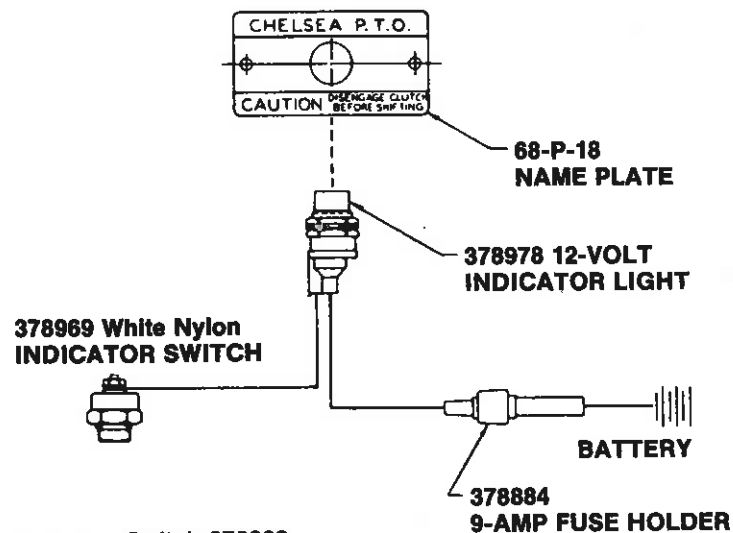 CHELSEA P.T.O.
CAUTION DISENGAGE CLUTCH
BEFORE SHIFTING
68-P-18
NAME PLATE
378978 12-VOLT
INDICATOR LIGHT
378969 White Nylon
INDICATOR SWITCH
BATTERY
378884
9-AMP FUSE HOLDER